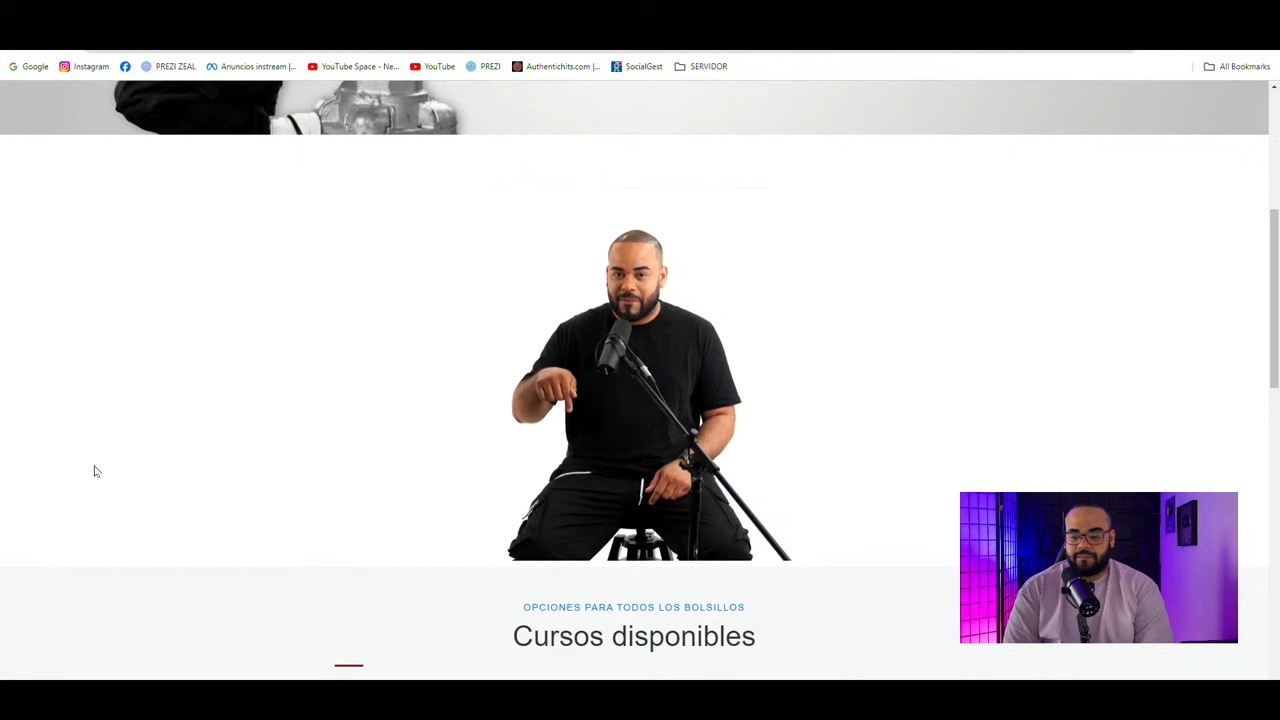 Google
Instagram
PREZI ZEAL
Anuncios instream |...
YouTube Space - Ne...
YouTube
PREZI
Authentichits.com |...
SocialGest
SERVIDOR
All Bookmarks
OPCIONES PARA TODOS LOS BOLSILLOS
Cursos disponibles